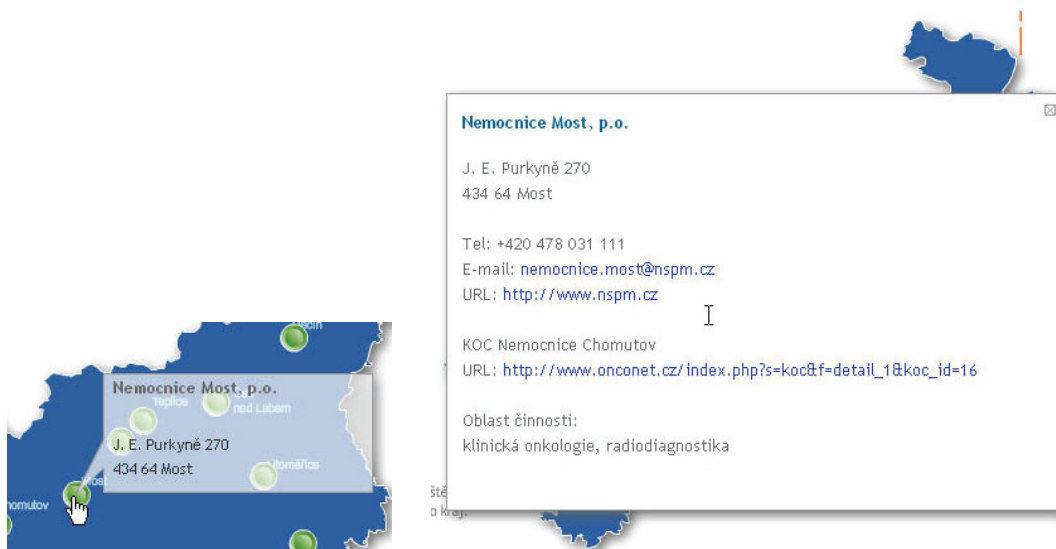 Nemocnice Most, p.o.
J. E. Purkyně 270
434 64 Most
Teplice
nad Labem
Most
Nemocnice Most, p.o.
J. E. Purkyně 270
434 64 Most
Tel: +420 478 031 111
E-mail: nemocnice.most@nspm.cz
URL: http://www.nspm.cz
KOC Nemocnice Chomutov
URL: http://www.onconet.cz/index.php?s=koc&f=detail_1&koc_id=16
Oblast činnosti:
klinická onkologie, radiodiagnostika